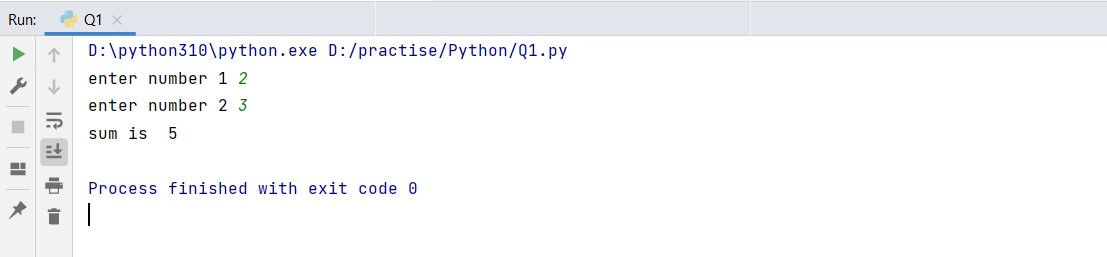 Run: Q1
D:\python310\python.exe D:/practise/Python/Q1.py
enter number 1 2
enter number 2 3
sum is  5
Process finished with exit code 0